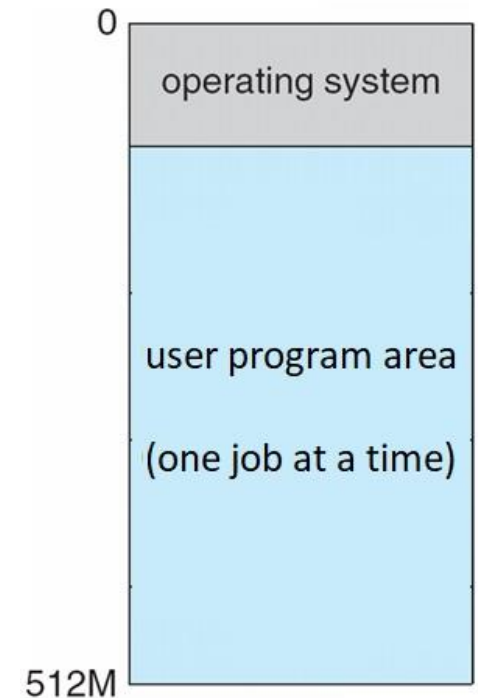 0
operating system
user program area
(one job at a time)
512M